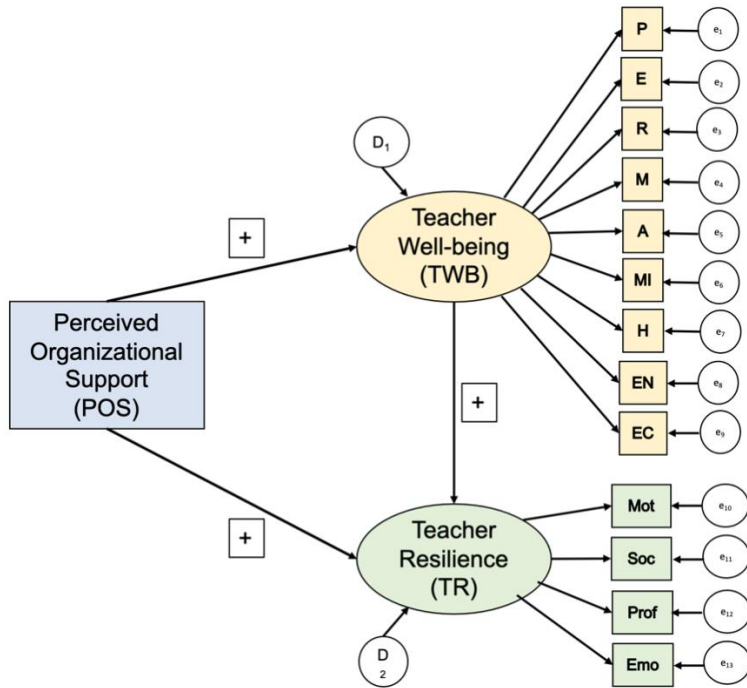 P
e₁
E
e₂
R
e₃
D₁
M
e₄
Teacher
Well-being
(TWB)
A
e₅
+
MI
e₆
Perceived
Organizational
Support
(POS)
H
e₇
EN
e₈
+
EC
e₉
Mot
e₁₀
+
Teacher
Resilience
(TR)
Soc
e₁₁
Prof
e₁₂
D
2
Emo
e₁₃